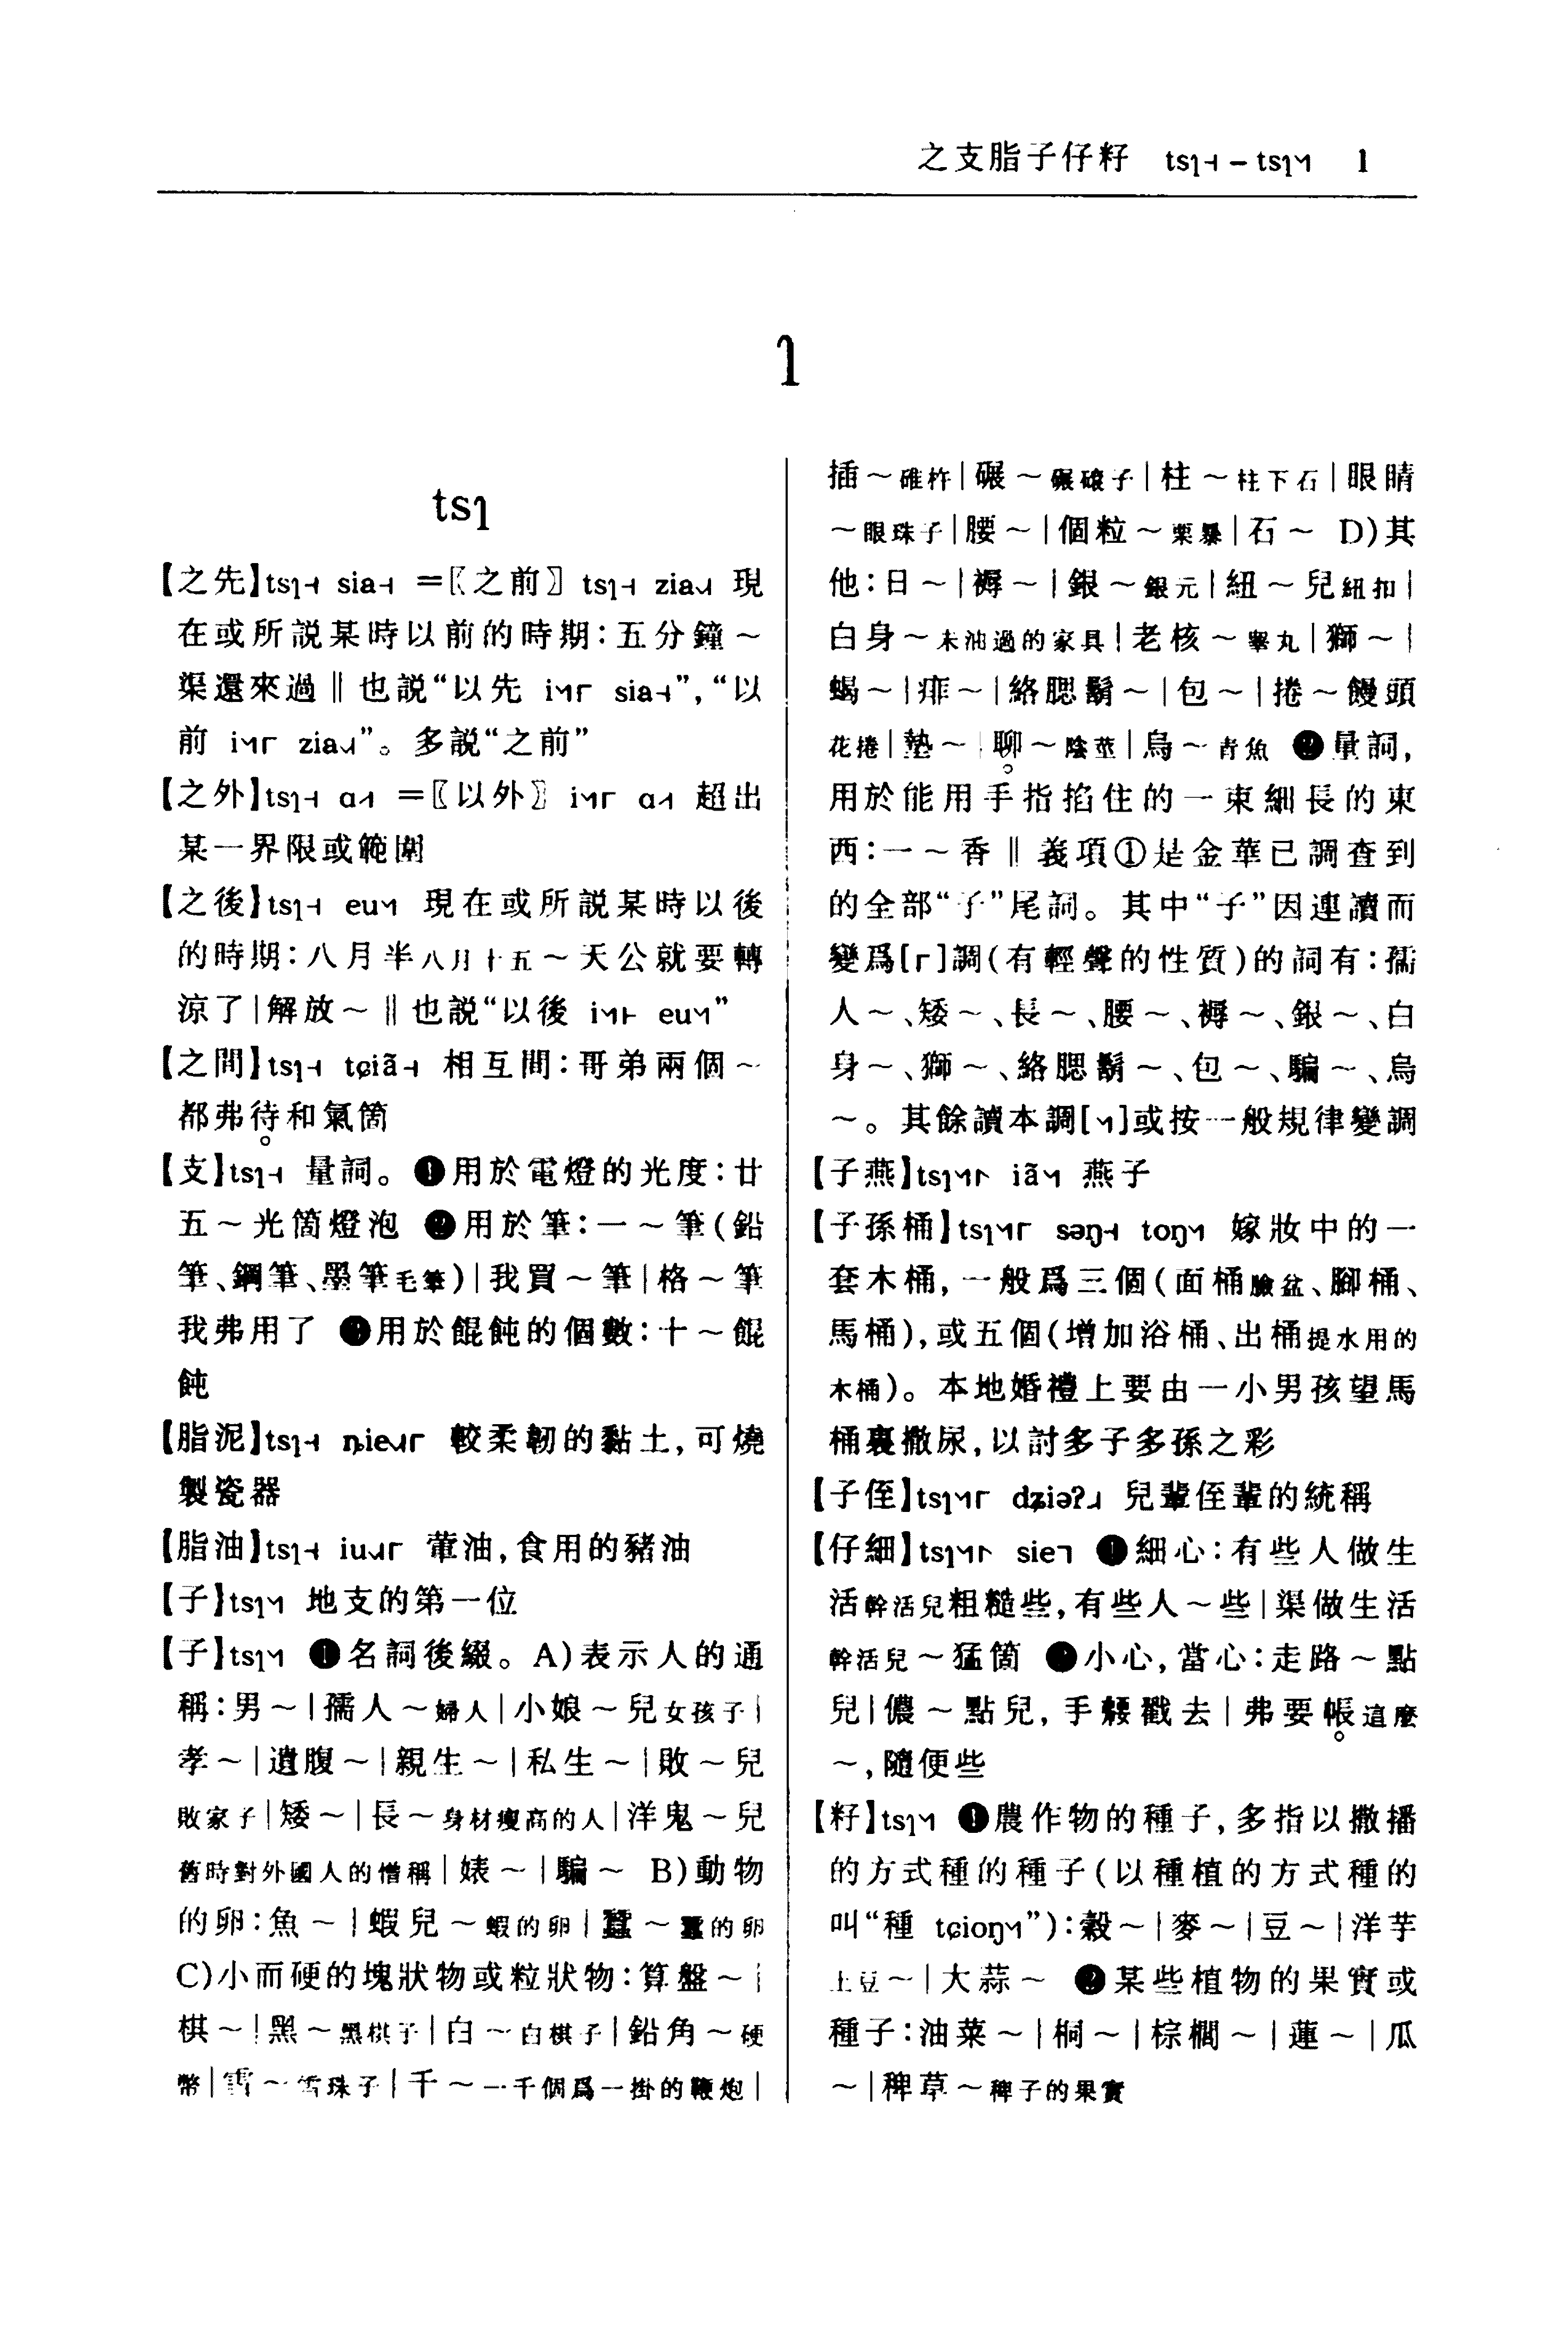 之支脂子仔籽 tsʅ˧-tsʅ˥˧ 1
ʅ
tsʅ
【之先】tsʅ sia =〖之前〗 tsʅ zia 現
在或所説某時以前的時期:五分鐘～
渠還來過‖也説“以先 i sia”,“以
前 i zia”。多説“之前”
【之外】tsʅ ɑ =〖以外〗 i ɑ 超出
某一界限或範圍
【之後】tsʅ eu 現在或所説某時以後
的時期:八月半八月十五～天公就要轉
涼了|解放～‖也説“以後 i eu”
【之間】tsʅ tɕiã 相互間:哥弟兩個～
都弗待和氣箇
【支】tsʅ 量詞。❶用於電燈的光度:廿
五～光箇燈泡 ❷用於筆:一～筆(鉛
筆、鋼筆、墨筆毛筆)|我買～筆|格～筆
我弗用了 ❸用於餛飩的個數:十～餛
飩
【脂泥】tsʅ ȵie 較柔韌的黏土,可燒
製瓷器
【脂油】tsʅ iu 葷油,食用的豬油
【子】tsʅ 地支的第一位
【子】tsʅ ❶名詞後綴。A)表示人的通
稱:男～|孺人～婦人|小娘～兒女孩子|
孝～|遺腹～|親生～|私生～|敗～兒
敗家子|矮～|長～身材瘦高的人|洋鬼～兒
舊時對外國人的憎稱|婊～|騙～ B)動物
的卵:魚～|蝦兒～蝦的卵|蠶～蠶的卵
C)小而硬的塊狀物或粒狀物:算盤～|
棋～|黑～黑棋子|白～白棋子|鉛角～硬
幣|雪～雪珠子|千～一千個爲一掛的鞭炮|
插～碓杵|碾～碾磙子|柱～柱下石|眼睛
～眼珠子|腰～|個粒～栗暴|石～ D)其
他:日～|褥～|銀～銀元|紐～兒紐扣|
白身～未油過的家具|老核～睾丸|獅～|
蝎～|痱～|絡腮鬍～|包～|捲～饅頭
花捲|墊～|聊～陰莖|烏～青魚 ❷量詞,
用於能用手指掐住的一束細長的東
西:一～香‖義項①是金華已調查到
的全部“子”尾詞。其中“子”因連讀而
變爲[]調(有輕聲的性質)的詞有:孺
人～、矮～、長～、腰～、褥～、銀～、白
身～、獅～、絡腮鬍～、包～、騙～、烏
～。其餘讀本調[]或按一般規律變調
【子燕】tsʅ iã 燕子
【子孫桶】tsʅ səŋ toŋ 嫁妝中的一
套木桶,一般爲三個(面桶臉盆、腳桶、
馬桶),或五個(增加浴桶、出桶提水用的
木桶)。本地婚禮上要由一小男孩望馬
桶裏撒尿,以討多子多孫之彩
【子侄】tsʅ dʑiəʔ 兒輩侄輩的統稱
【仔細】tsʅ sie ❶細心:有些人做生
活幹活兒粗糙些,有些人～些|渠做生活
幹活兒～猛箇 ❷小心,當心:走路～點
兒|儂～點兒,手覅戳去|弗要帳這麼
～,隨便些
【籽】tsʅ ❶農作物的種子,多指以撒播
的方式種的種子(以種植的方式種的
叫“種 tɕioŋ”):穀～|麥～|豆～|洋芋
土豆～|大蒜～ ❷某些植物的果實或
種子:油菜～|桐～|棕櫚～|蓮～|瓜
～|稗草～稗子的果實